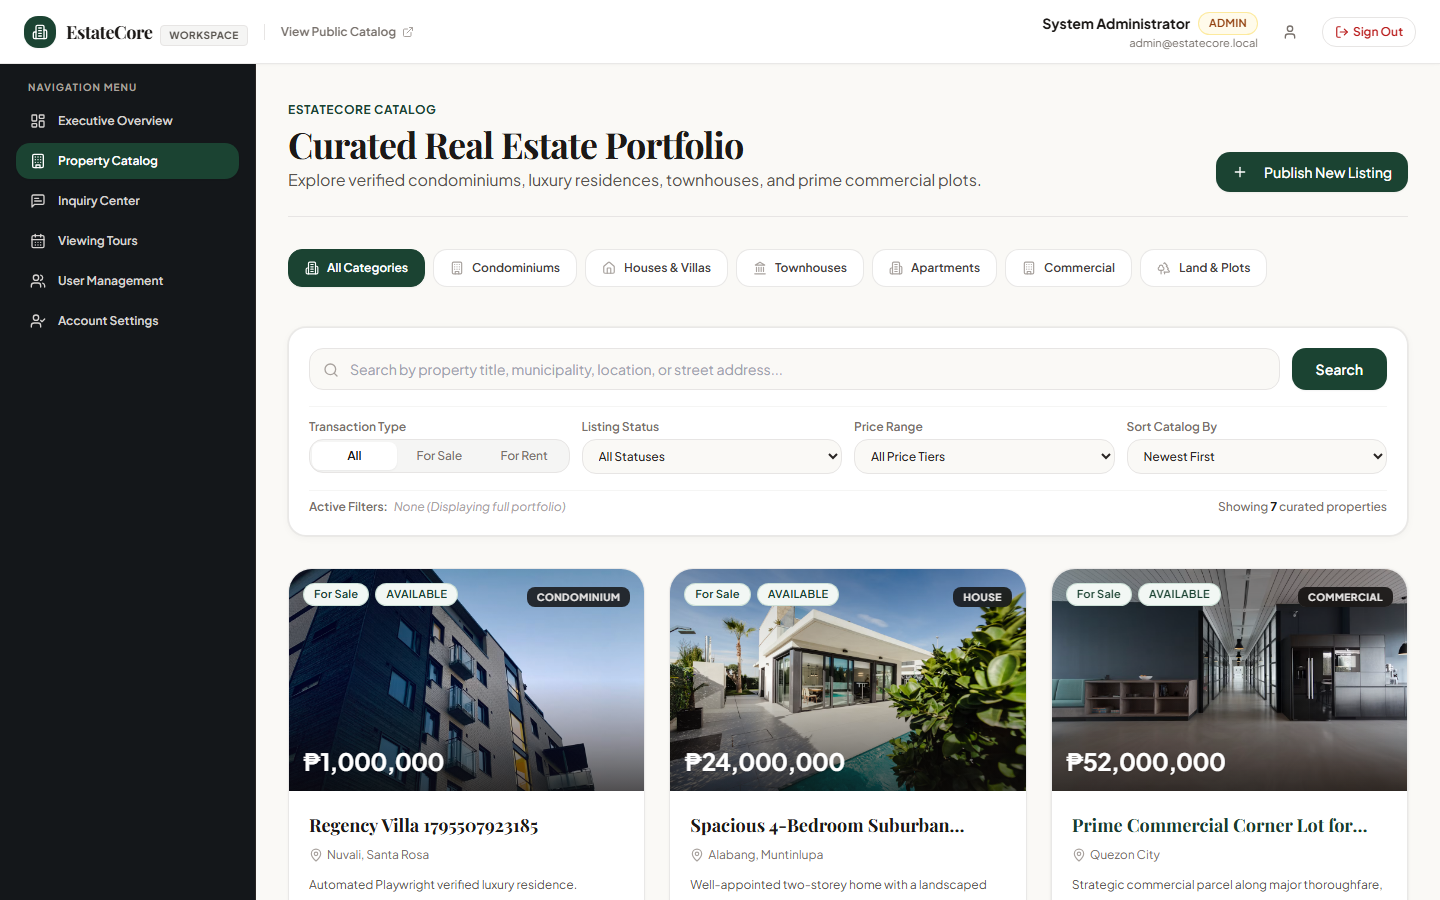 EstateCore WORKSPACE View Public Catalog System Administrator ADMIN Sign Out
admin@estatecore.local
NAVIGATION MENU
Executive Overview
Property Catalog
Inquiry Center
Viewing Tours
User Management
Account Settings
ESTATECORE CATALOG
Curated Real Estate Portfolio
Explore verified condominiums, luxury residences, townhouses, and prime commercial plots.
Publish New Listing
All Categories Condominiums Houses & Villas Townhouses Apartments Commercial Land & Plots
Search by property title, municipality, location, or street address... Search
Transaction Type Listing Status Price Range Sort Catalog By
All For Sale For Rent All Statuses All Price Tiers Newest First
Active Filters: None (Displaying full portfolio) Showing 7 curated properties
For Sale AVAILABLE CONDOMINIUM
₱1,000,000
Regency Villa 1795507923185
Nuvali, Santa Rosa
Automated Playwright verified luxury residence.
For Sale AVAILABLE HOUSE
₱24,000,000
Spacious 4-Bedroom Suburban...
Alabang, Muntinlupa
Well-appointed two-storey home with a landscaped
For Sale AVAILABLE COMMERCIAL
₱52,000,000
Prime Commercial Corner Lot for...
Quezon City
Strategic commercial parcel along major thoroughfare,